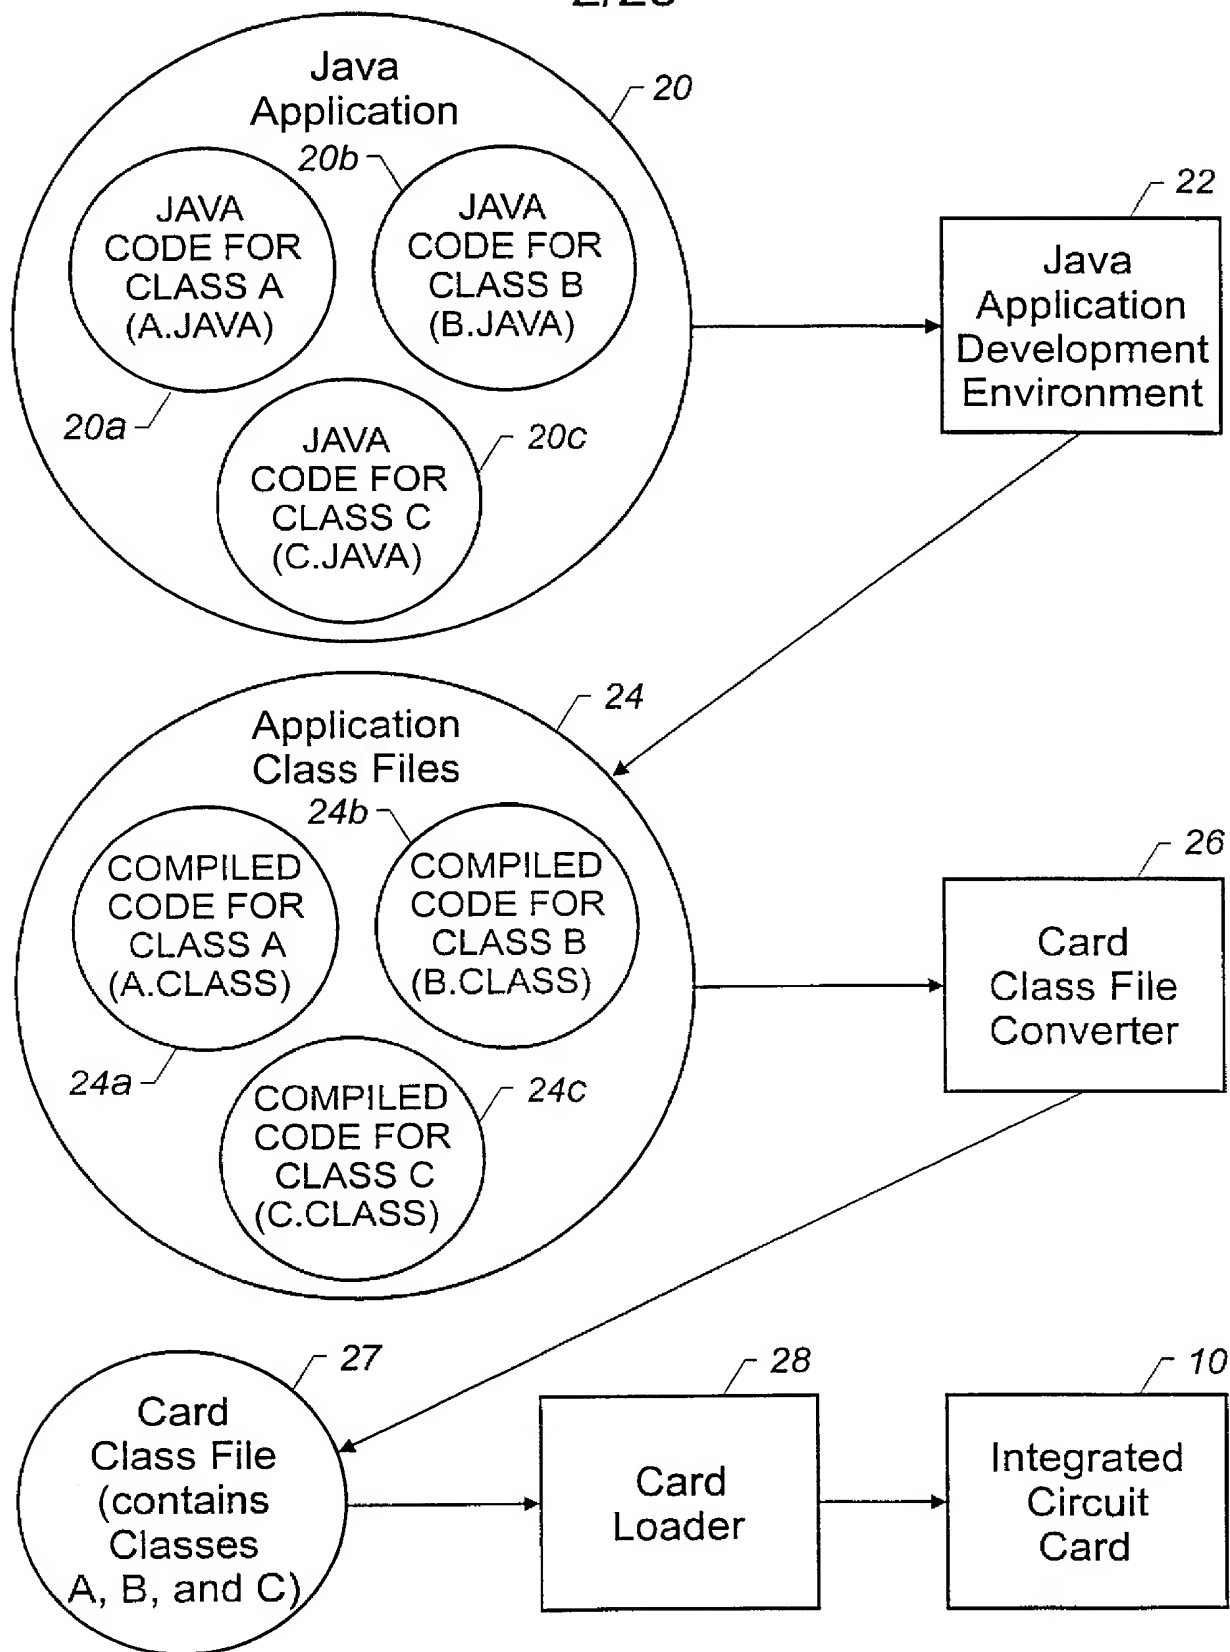 Java
Application
20
20b
JAVA
CODE FOR
CLASS A
(A.JAVA)
20a
JAVA
CODE FOR
CLASS B
(B.JAVA)
JAVA
CODE FOR
CLASS C
(C.JAVA)
20c
22
Java
Application
Development
Environment
24
Application
Class Files
24b
COMPILED
CODE FOR
CLASS A
(A.CLASS)
24a
COMPILED
CODE FOR
CLASS B
(B.CLASS)
COMPILED
CODE FOR
CLASS C
(C.CLASS)
24c
26
Card
Class File
Converter
27
Card
Class File
(contains
Classes
A, B, and C)
28
Card
Loader
10
Integrated
Circuit
Card